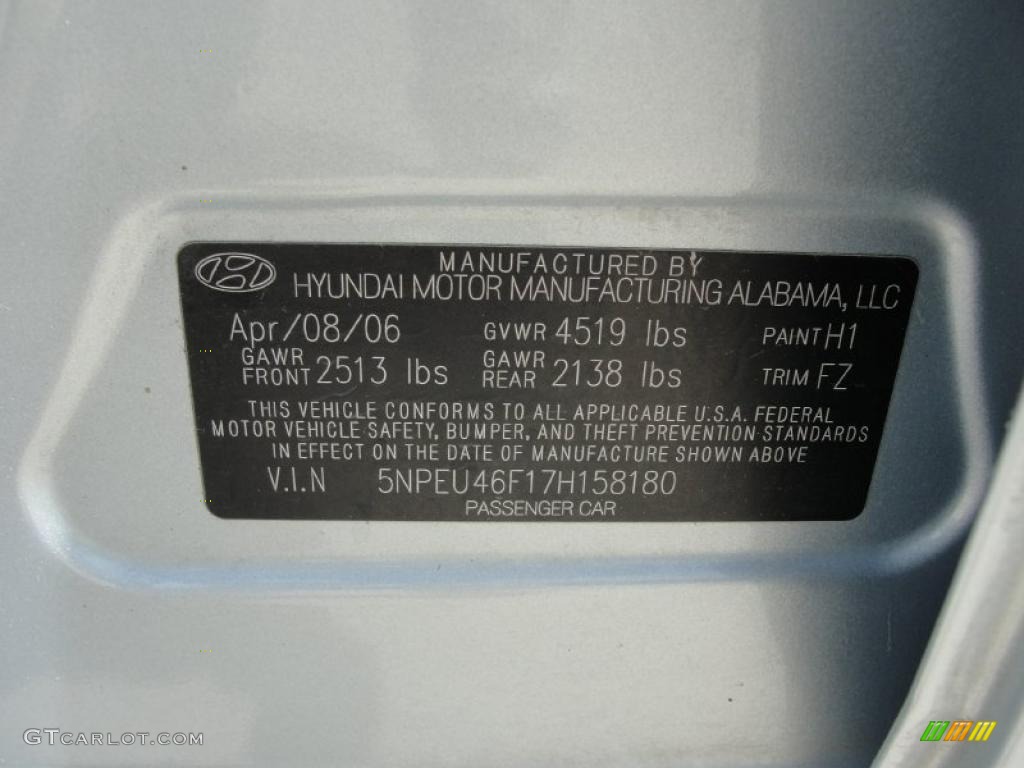 MANUFACTURED BY
HYUNDAI MOTOR MANUFACTURING ALABAMA, LLC
Apr/08/06 GVWR 4519 lbs PAINT H1
GAWR FRONT 2513 lbs GAWR REAR 2138 lbs TRIM FZ
THIS VEHICLE CONFORMS TO ALL APPLICABLE U.S.A. FEDERAL
MOTOR VEHICLE SAFETY, BUMPER, AND THEFT PREVENTION STANDARDS
IN EFFECT ON THE DATE OF MANUFACTURE SHOWN ABOVE
V.I.N 5NPEU46F17H158180
PASSENGER CAR
GTCARLOT.COM